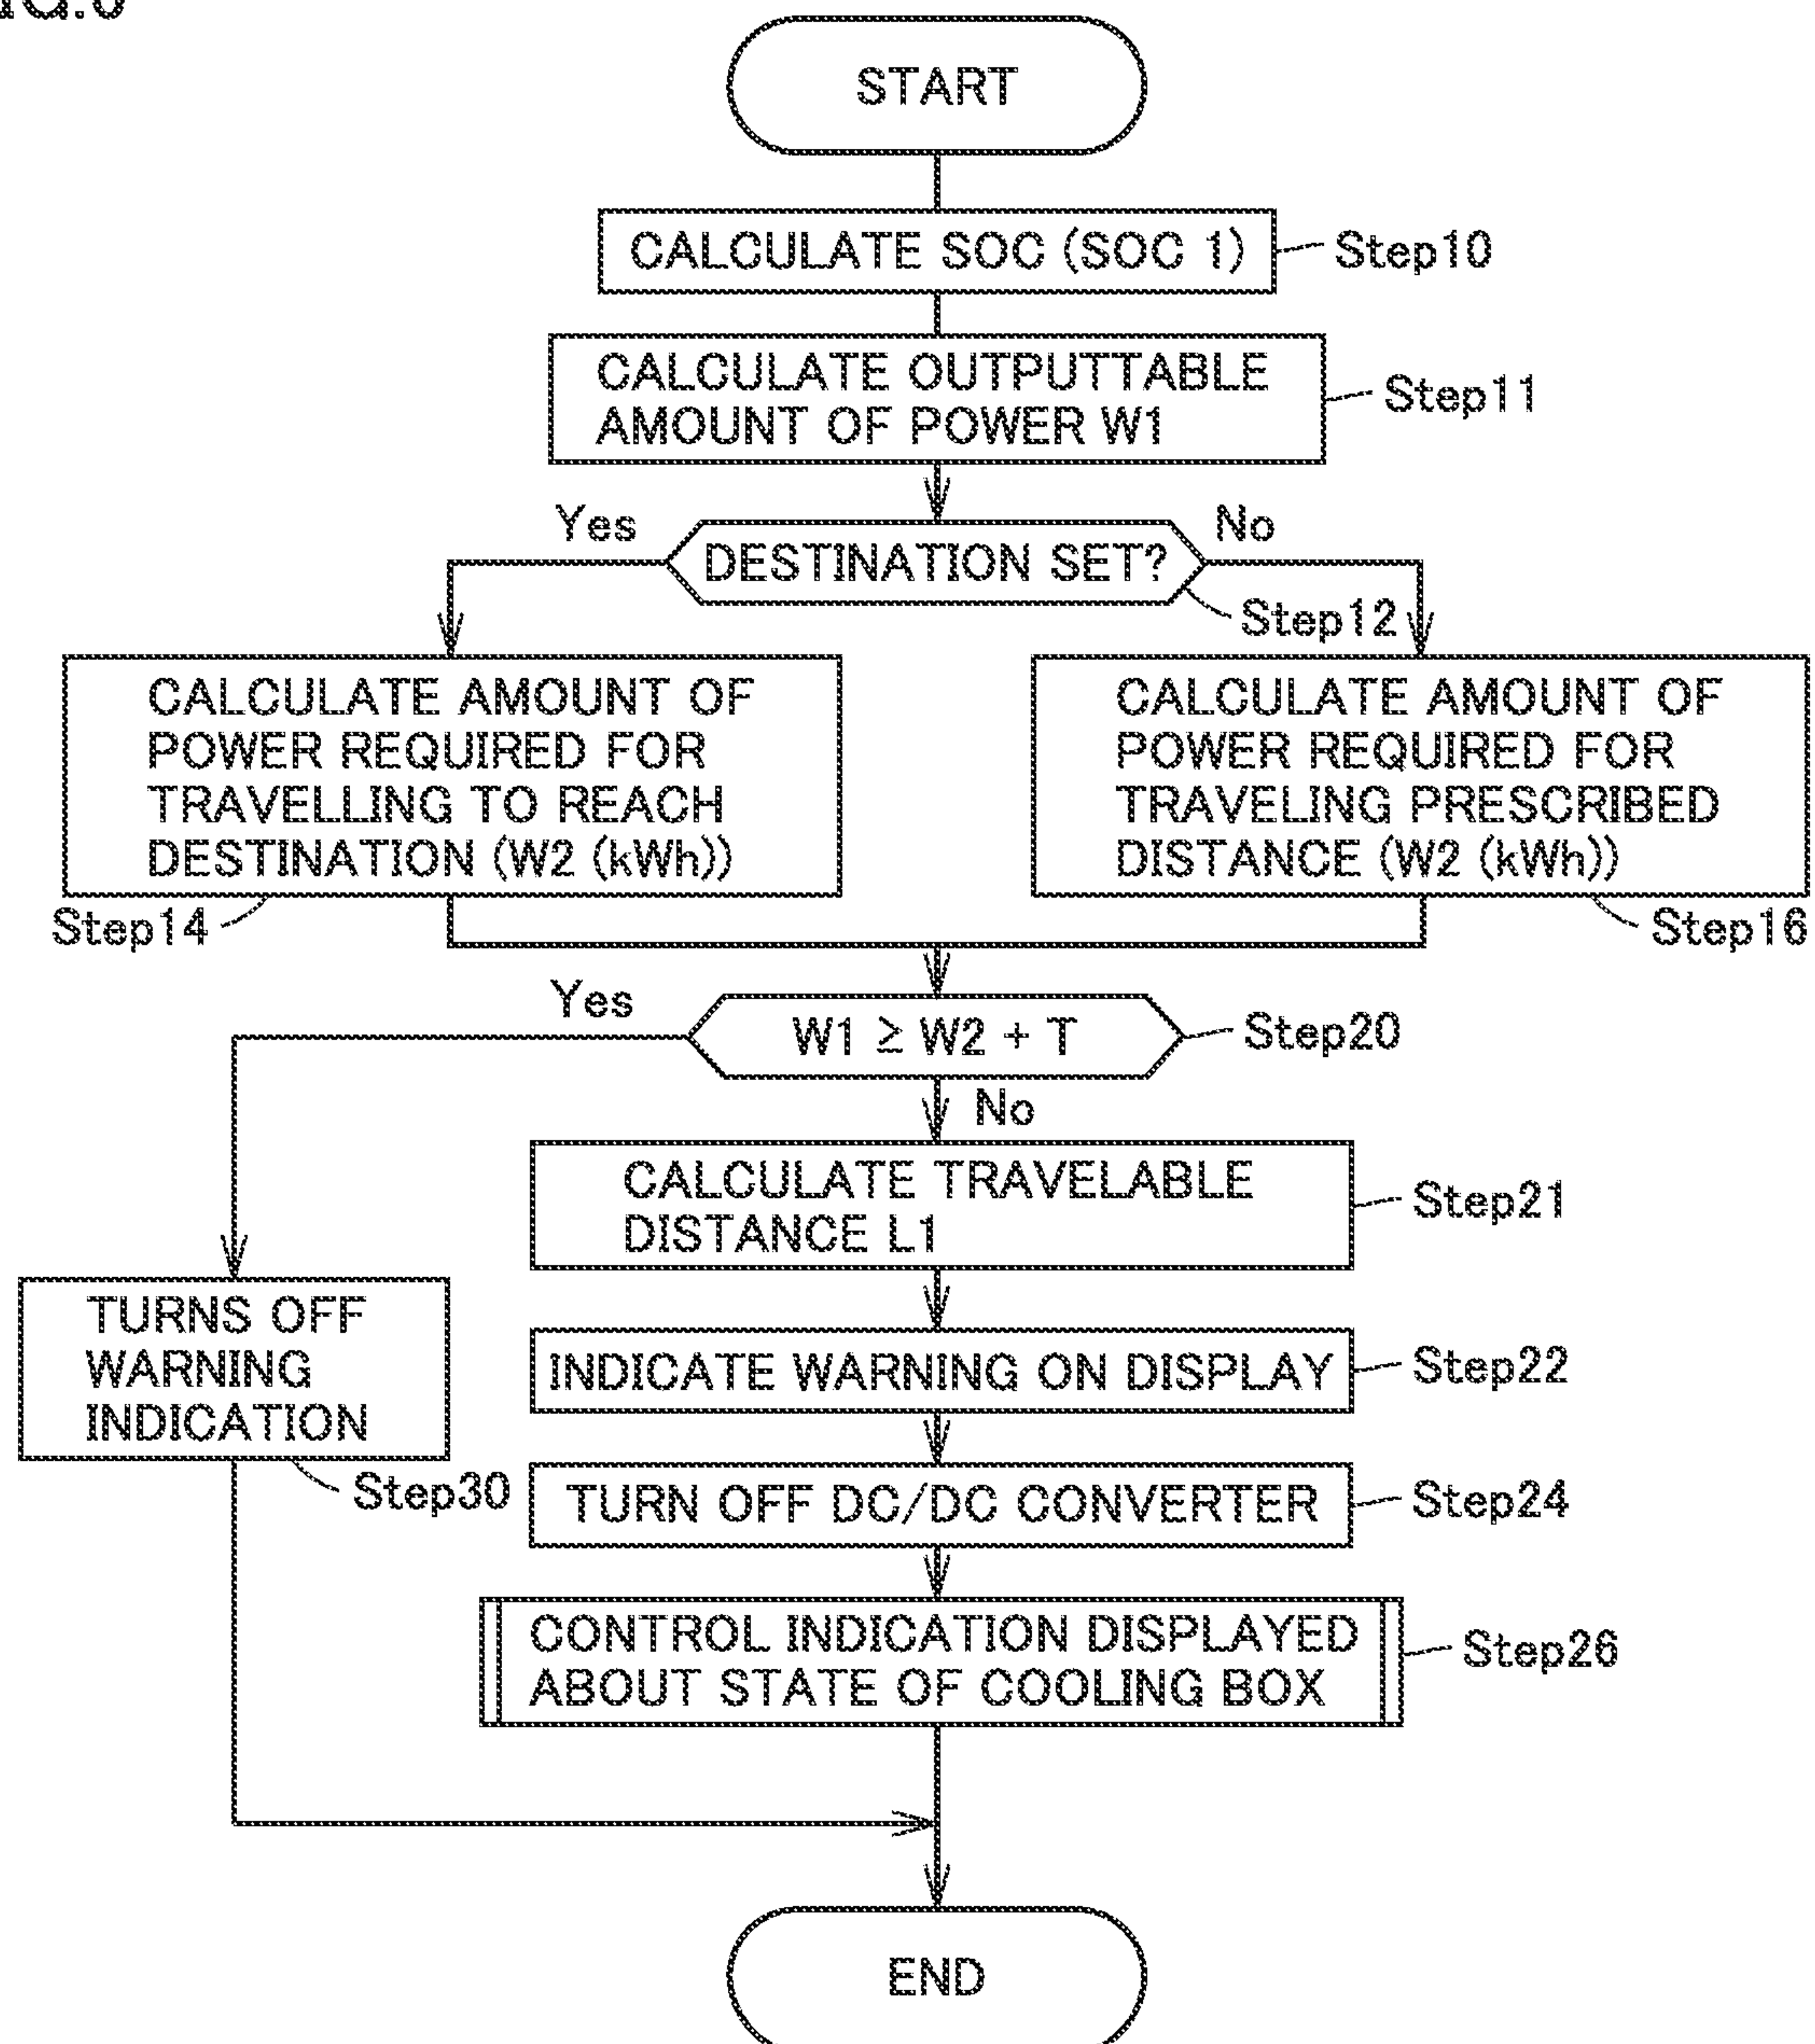 START
CALCULATE SOC (SOC 1)
Step10
CALCULATE OUTPUTTABLE
AMOUNT OF POWER W1
Step11
Yes
DESTINATION SET?
No
Step12
CALCULATE AMOUNT OF
POWER REQUIRED FOR
TRAVELLING TO REACH
DESTINATION (W2 (kWh))
Step14
CALCULATE AMOUNT OF
POWER REQUIRED FOR
TRAVELING PRESCRIBED
DISTANCE (W2 (kWh))
Step16
Yes
W1 ≧ W2 + T
Step20
No
CALCULATE TRAVELABLE
DISTANCE L1
Step21
TURNS OFF
WARNING
INDICATION
Step30
INDICATE WARNING ON DISPLAY
Step22
TURN OFF DC/DC CONVERTER
Step24
CONTROL INDICATION DISPLAYED
ABOUT STATE OF COOLING BOX
Step26
END